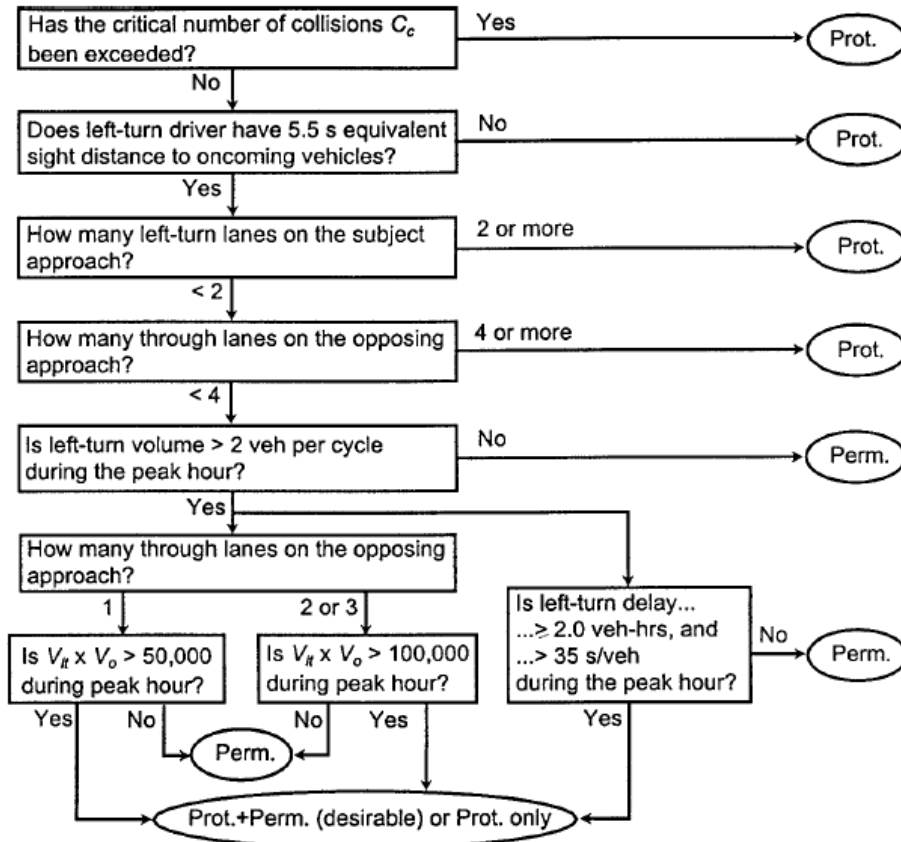 Has the critical number of collisions Cc
been exceeded?
Yes
Prot.
No
Does left-turn driver have 5.5 s equivalent
sight distance to oncoming vehicles?
No
Prot.
Yes
How many left-turn lanes on the subject
approach?
2 or more
Prot.
< 2
How many through lanes on the opposing
approach?
4 or more
Prot.
< 4
Is left-turn volume > 2 veh per cycle
during the peak hour?
No
Perm.
Yes
How many through lanes on the opposing
approach?
1
2 or 3
Is left-turn delay...
...≥ 2.0 veh-hrs, and
...> 35 s/veh
during the peak hour?
No
Perm.
Is Vlt x Vo > 50,000
during peak hour?
Is Vlt x Vo > 100,000
during peak hour?
Yes
No
No
Yes
Yes
Perm.
Prot.+Perm. (desirable) or Prot. only